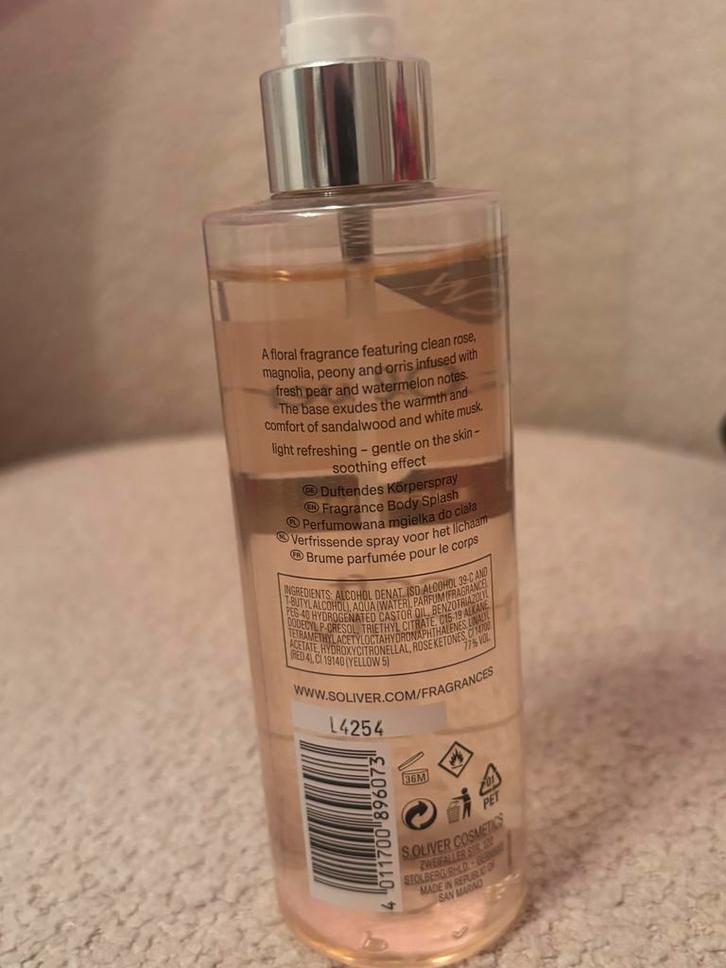 A floral fragrance featuring clean rose,
magnolia, peony and orris infused with
fresh pear and watermelon notes.
The base exudes the warmth and
comfort of sandalwood and white musk.
light refreshing – gentle on the skin –
soothing effect
DE Duftendes Körperspray
EN Fragrance Body Splash
PL Perfumowana mgiełka do ciała
NL Verfrissende spray voor het lichaam
FR Brume parfumée pour le corps
INGREDIENTS: ALCOHOL DENAT. (SD ALCOHOL 39-C AND
T-BUTYL ALCOHOL), AQUA (WATER), PARFUM (FRAGRANCE),
PEG-40 HYDROGENATED CASTOR OIL, BENZOTRIAZOLYL
DODECYL P-CRESOL, TRIETHYL CITRATE, C15-19 ALKANE,
TETRAMETHYL ACETYLOCTAHYDRONAPHTHALENES, LINALYL
ACETATE, HYDROXYCITRONELLAL, ROSE KETONES, CI 14700
(RED 4), CI 19140 (YELLOW 5) 77% VOL.
WWW.SOLIVER.COM/FRAGRANCES
L4254
4 011700 896073
36M
01
PET
S.OLIVER COSMETICS
ZWEIFALLER STR. 120
STOLBERG/RHLD. - GERMANY
MADE IN REPUBLIC OF
SAN MARINO